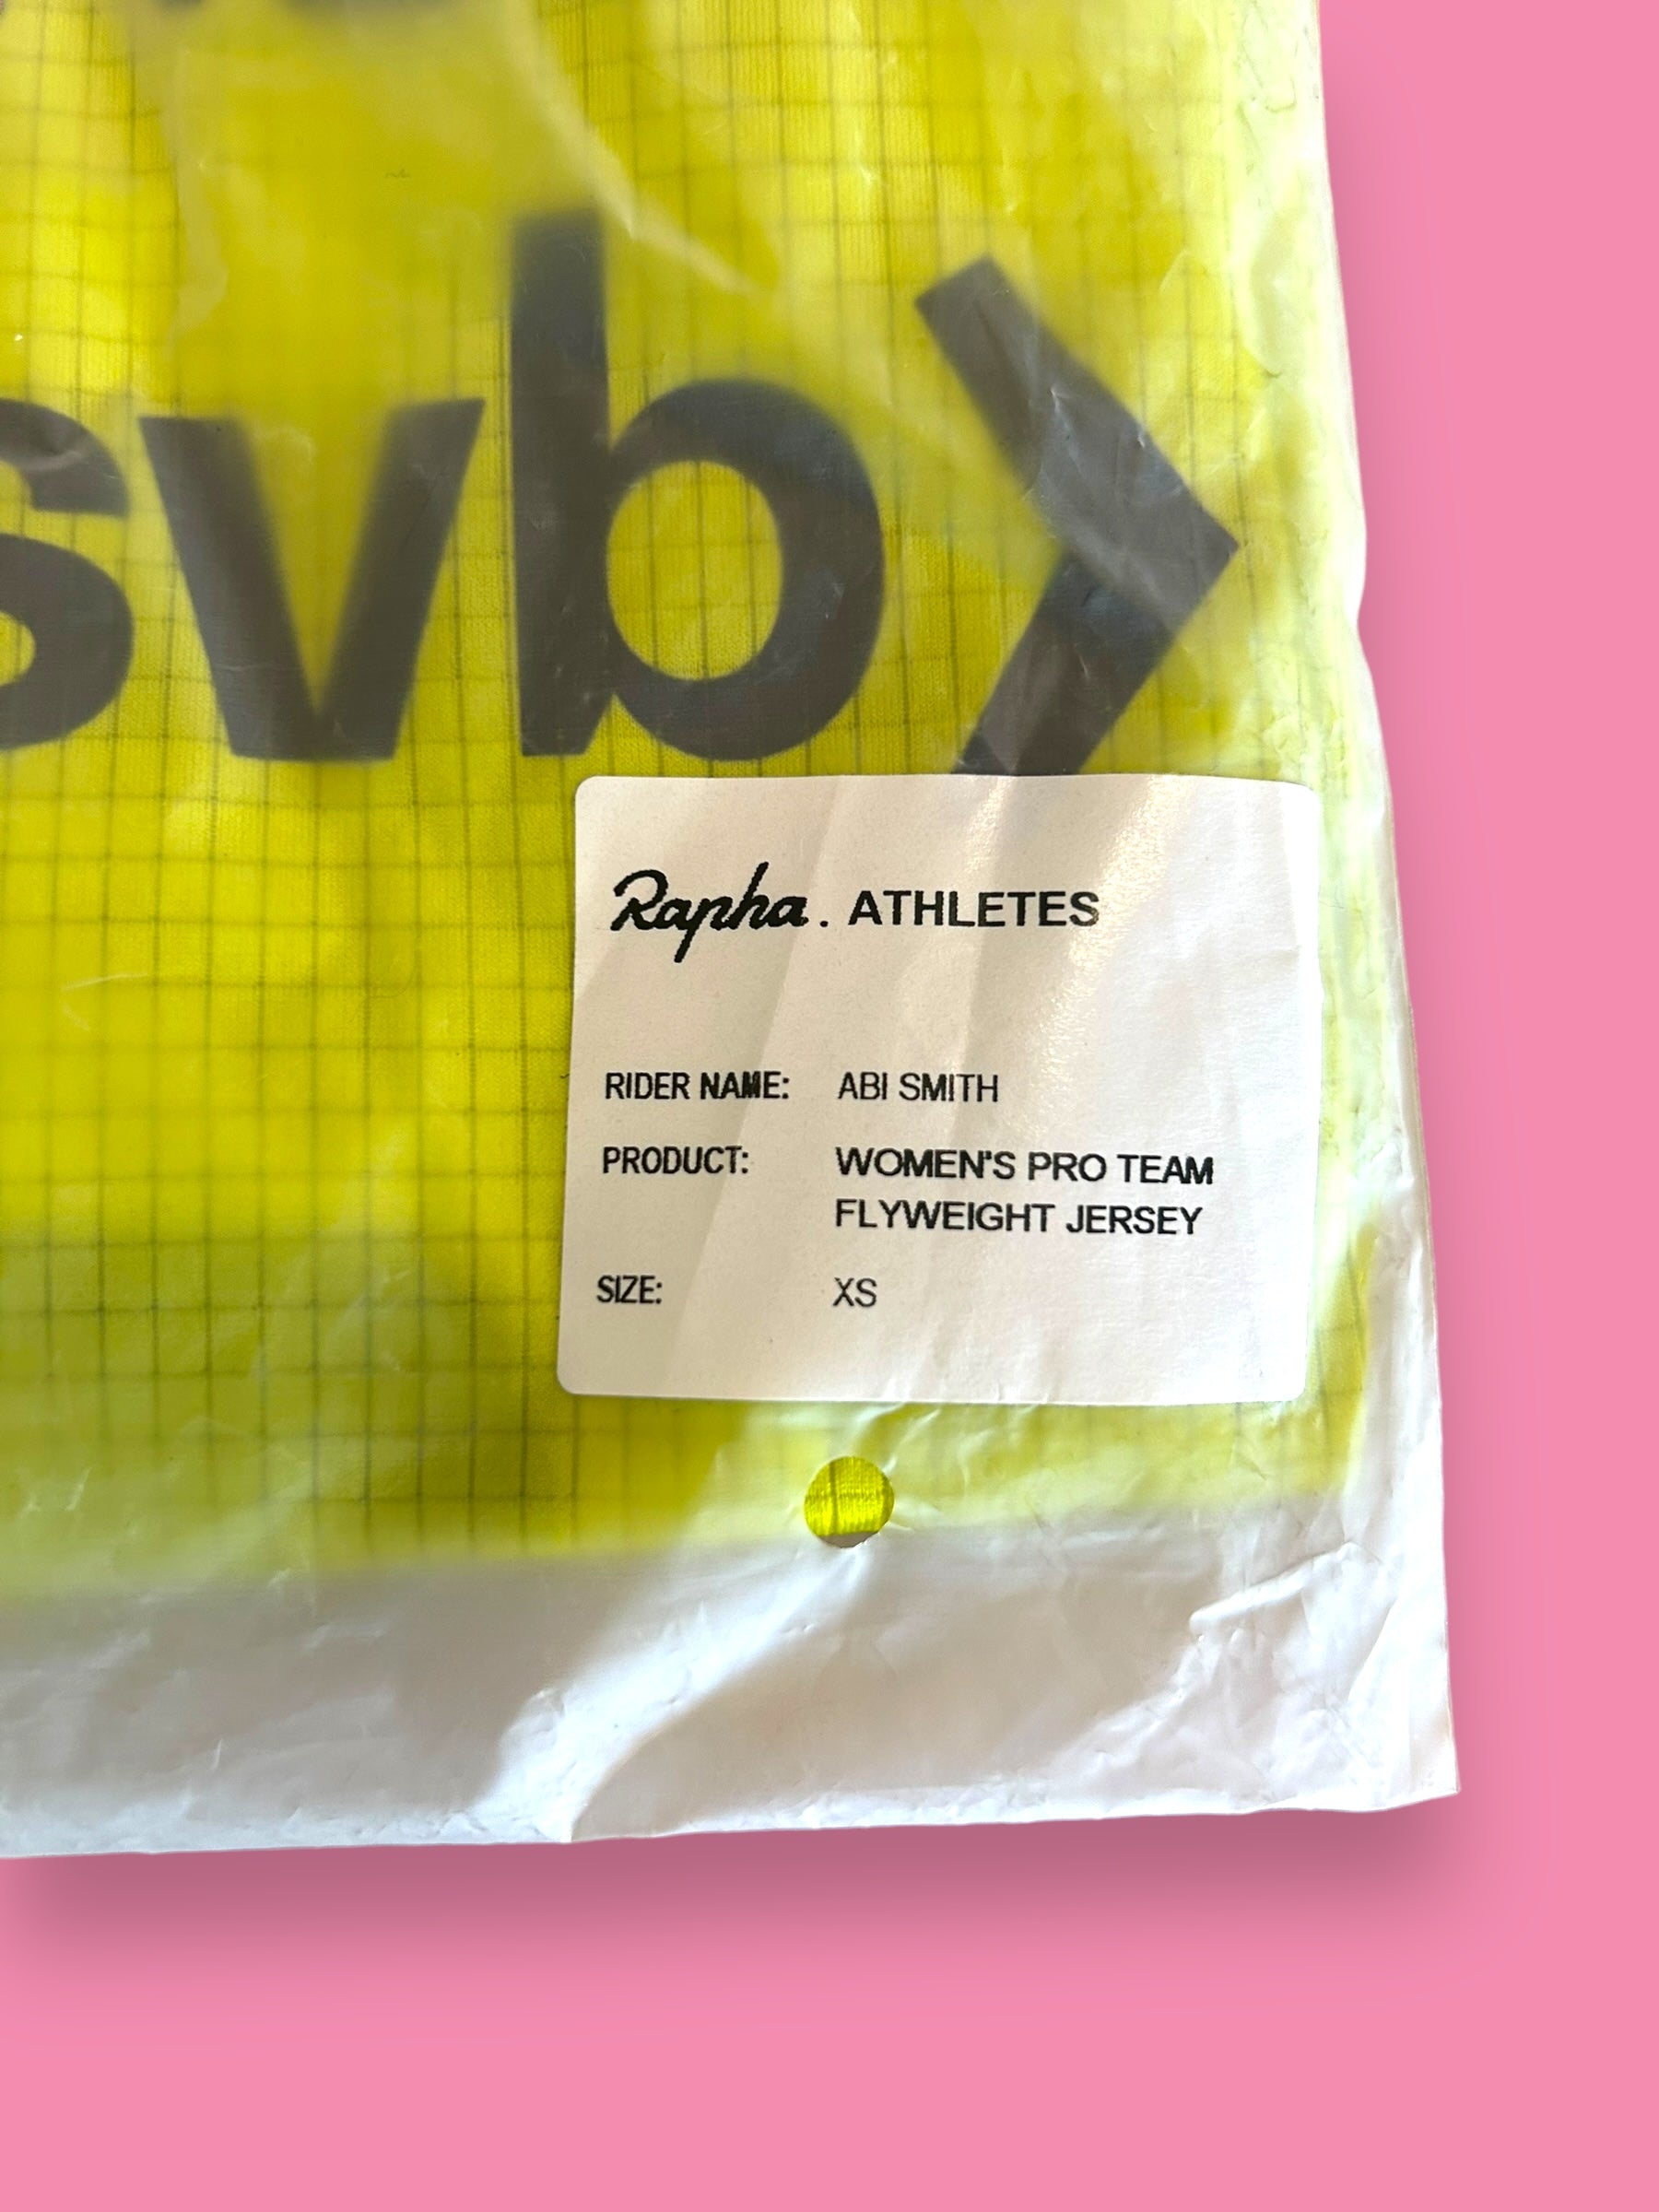 svb
Rapha. ATHLETES
RIDER NAME: ABI SMITH
PRODUCT: WOMEN'S PRO TEAM
FLYWEIGHT JERSEY
SIZE: XS